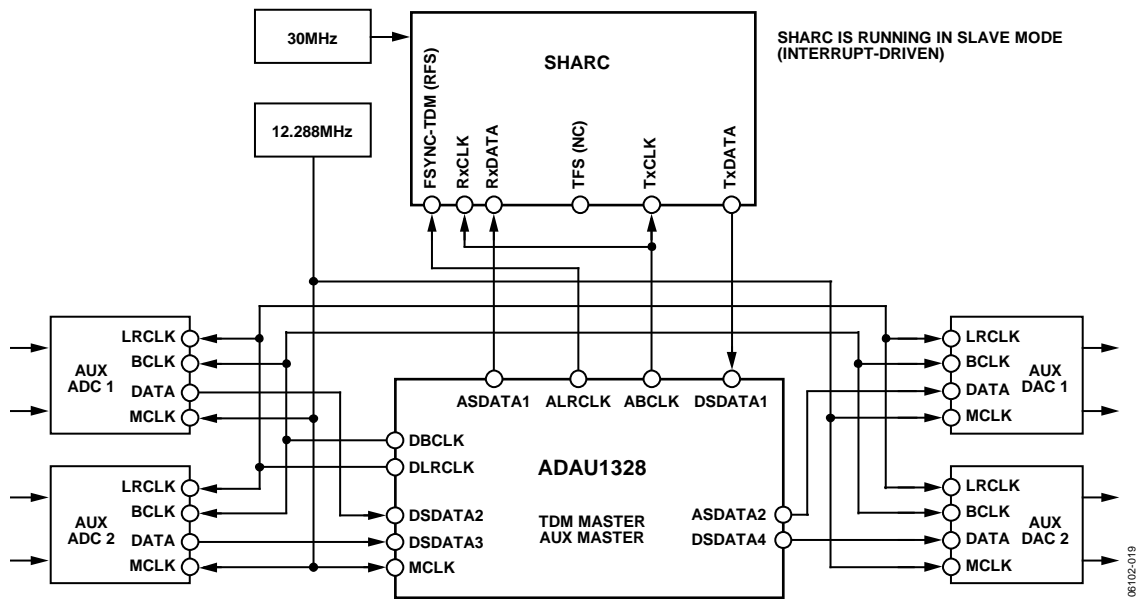 30MHz
SHARC
SHARC IS RUNNING IN SLAVE MODE
(INTERRUPT-DRIVEN)
12.288MHz
FSYNC-TDM (RFS)
RxCLK
RxDATA
TFS (NC)
TxCLK
TxDATA
AUX
ADC 1
LRCLK
BCLK
DATA
MCLK
AUX
ADC 2
LRCLK
BCLK
DATA
MCLK
ASDATA1
ALRCLK
ABCLK
DSDATA1
DBCLK
DLRCLK
DSDATA2
DSDATA3
MCLK
ADAU1328
TDM MASTER
AUX MASTER
ASDATA2
DSDATA4
LRCLK
BCLK
DATA
MCLK
AUX
DAC 1
LRCLK
BCLK
DATA
MCLK
AUX
DAC 2
06102-019